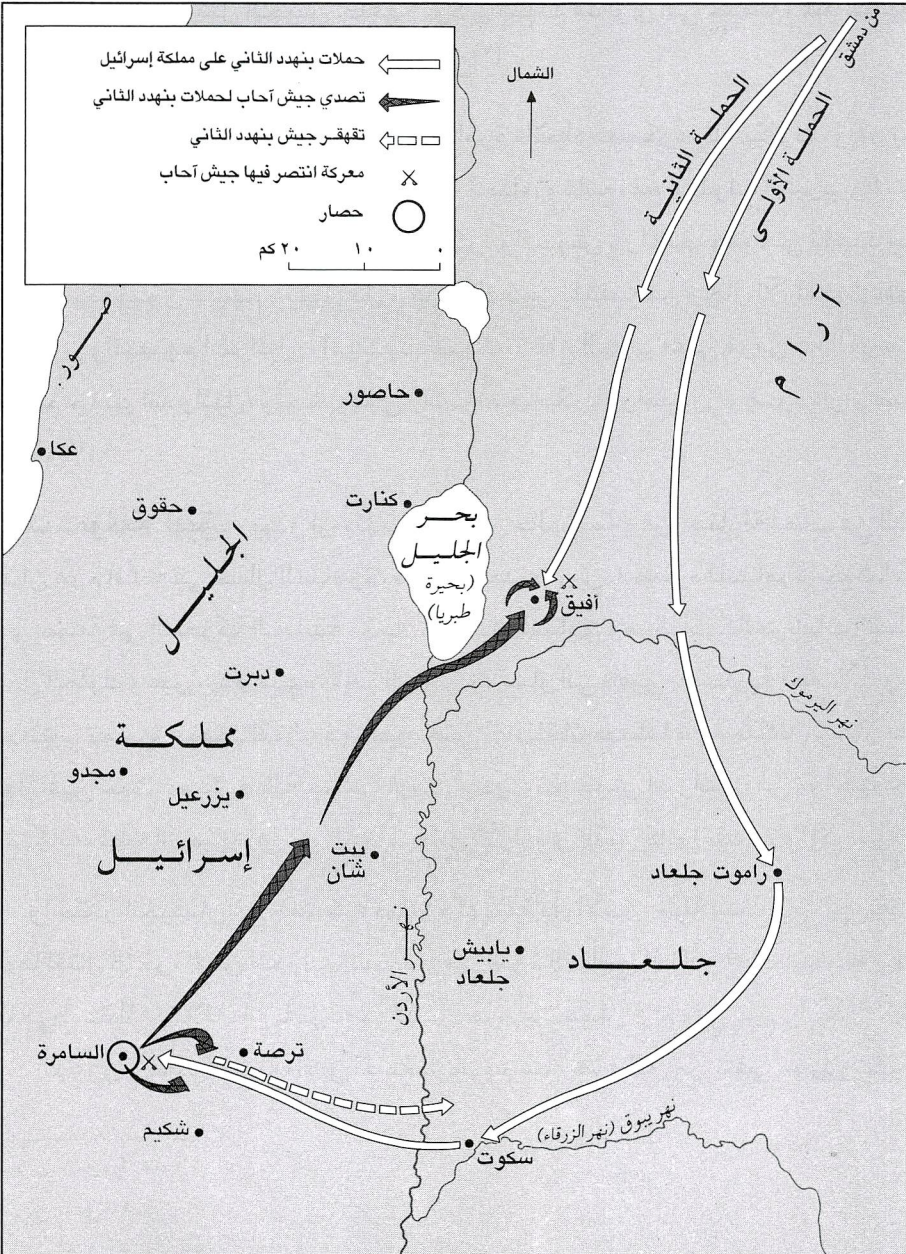 حملات بنهدد الثاني على مملكة إسرائيل
تصدي جيش آحاب لحملات بنهدد الثاني
تقهقر جيش بنهدد الثاني
معركة انتصر فيها جيش آحاب
حصار
٠ ١٠ ٢٠ كم
الشمال
من دمشق
الحملة الأولى
الحملة الثانية
آرام
صور
حاصور
عكا
حقوق
كنارت
الجليل
بحر
الجليل
(بحيرة
طبريا)
أفيق
دبرت
نهر اليرموك
مملكة
مجدو
يزرعيل
إسرائيل
بيت
شان
راموت جلعاد
نهر الأردن
يابيش
جلعاد
جلعاد
السامرة
ترصة
شكيم
سكوت
نهر يبوق (نهر الزرقاء)